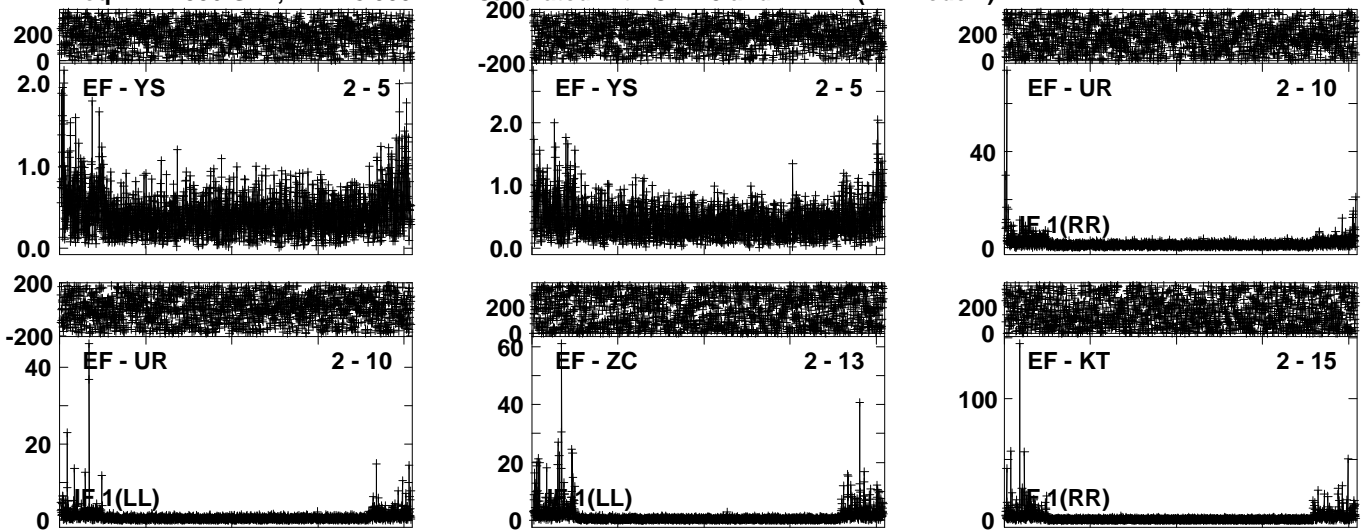 200
200 200
0 -200 0
EF - YS 2 - 5 EF - YS 2 - 5 EF - UR 2 - 10
2.0 2.0 40
1.0 1.0
IF 1(RR)
0.0 0.0 0
200 200 200
-200 0 0
EF - UR 2 - 10 EF - ZC 2 - 13 EF - KT 2 - 15
40 60 100
40
20 20
IF 1(LL) IF 1(LL) IF 1(RR)
0 0 0